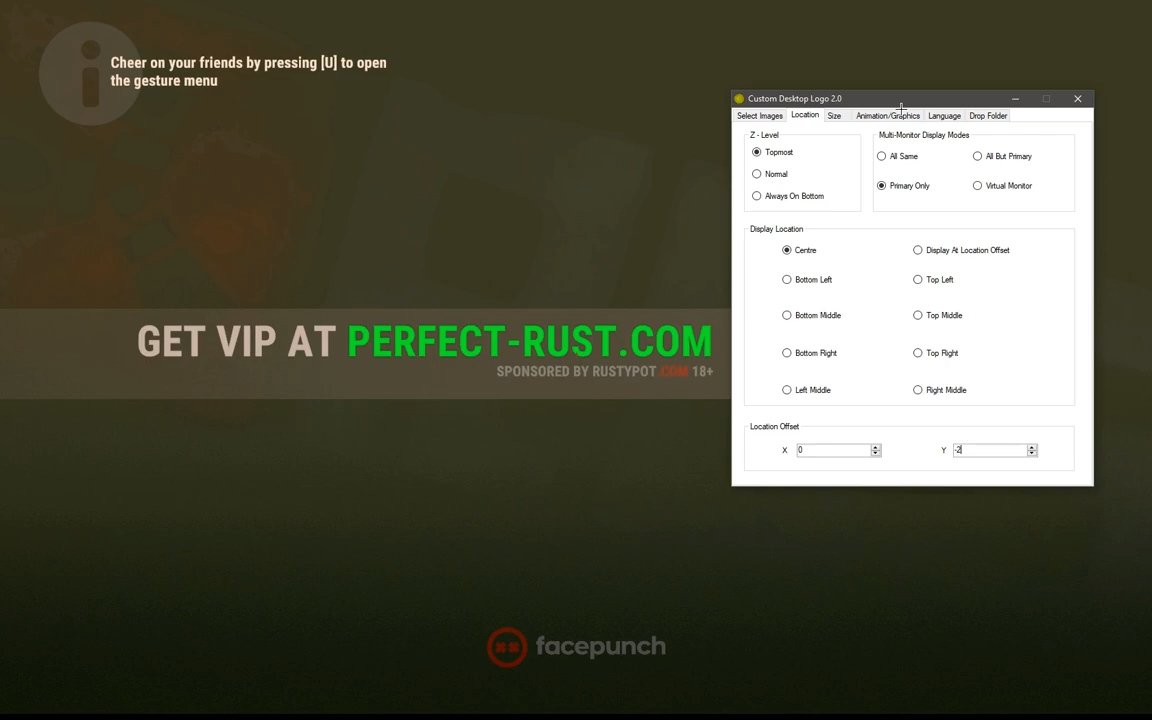 Cheer on your friends by pressing [U] to open
the gesture menu
GET VIP AT PERFECT-RUST.COM
SPONSORED BY RUSTYPOT.COM 18+
facepunch
Custom Desktop Logo 2.0
Select Images Location Size Animation/Graphics Language Drop Folder
Z - Level
Topmost
Normal
Always On Bottom
Multi-Monitor Display Modes
All Same All But Primary
Primary Only Virtual Monitor
Display Location
Centre Display At Location Offset
Bottom Left Top Left
Bottom Middle Top Middle
Bottom Right Top Right
Left Middle Right Middle
Location Offset
X 0 Y -2